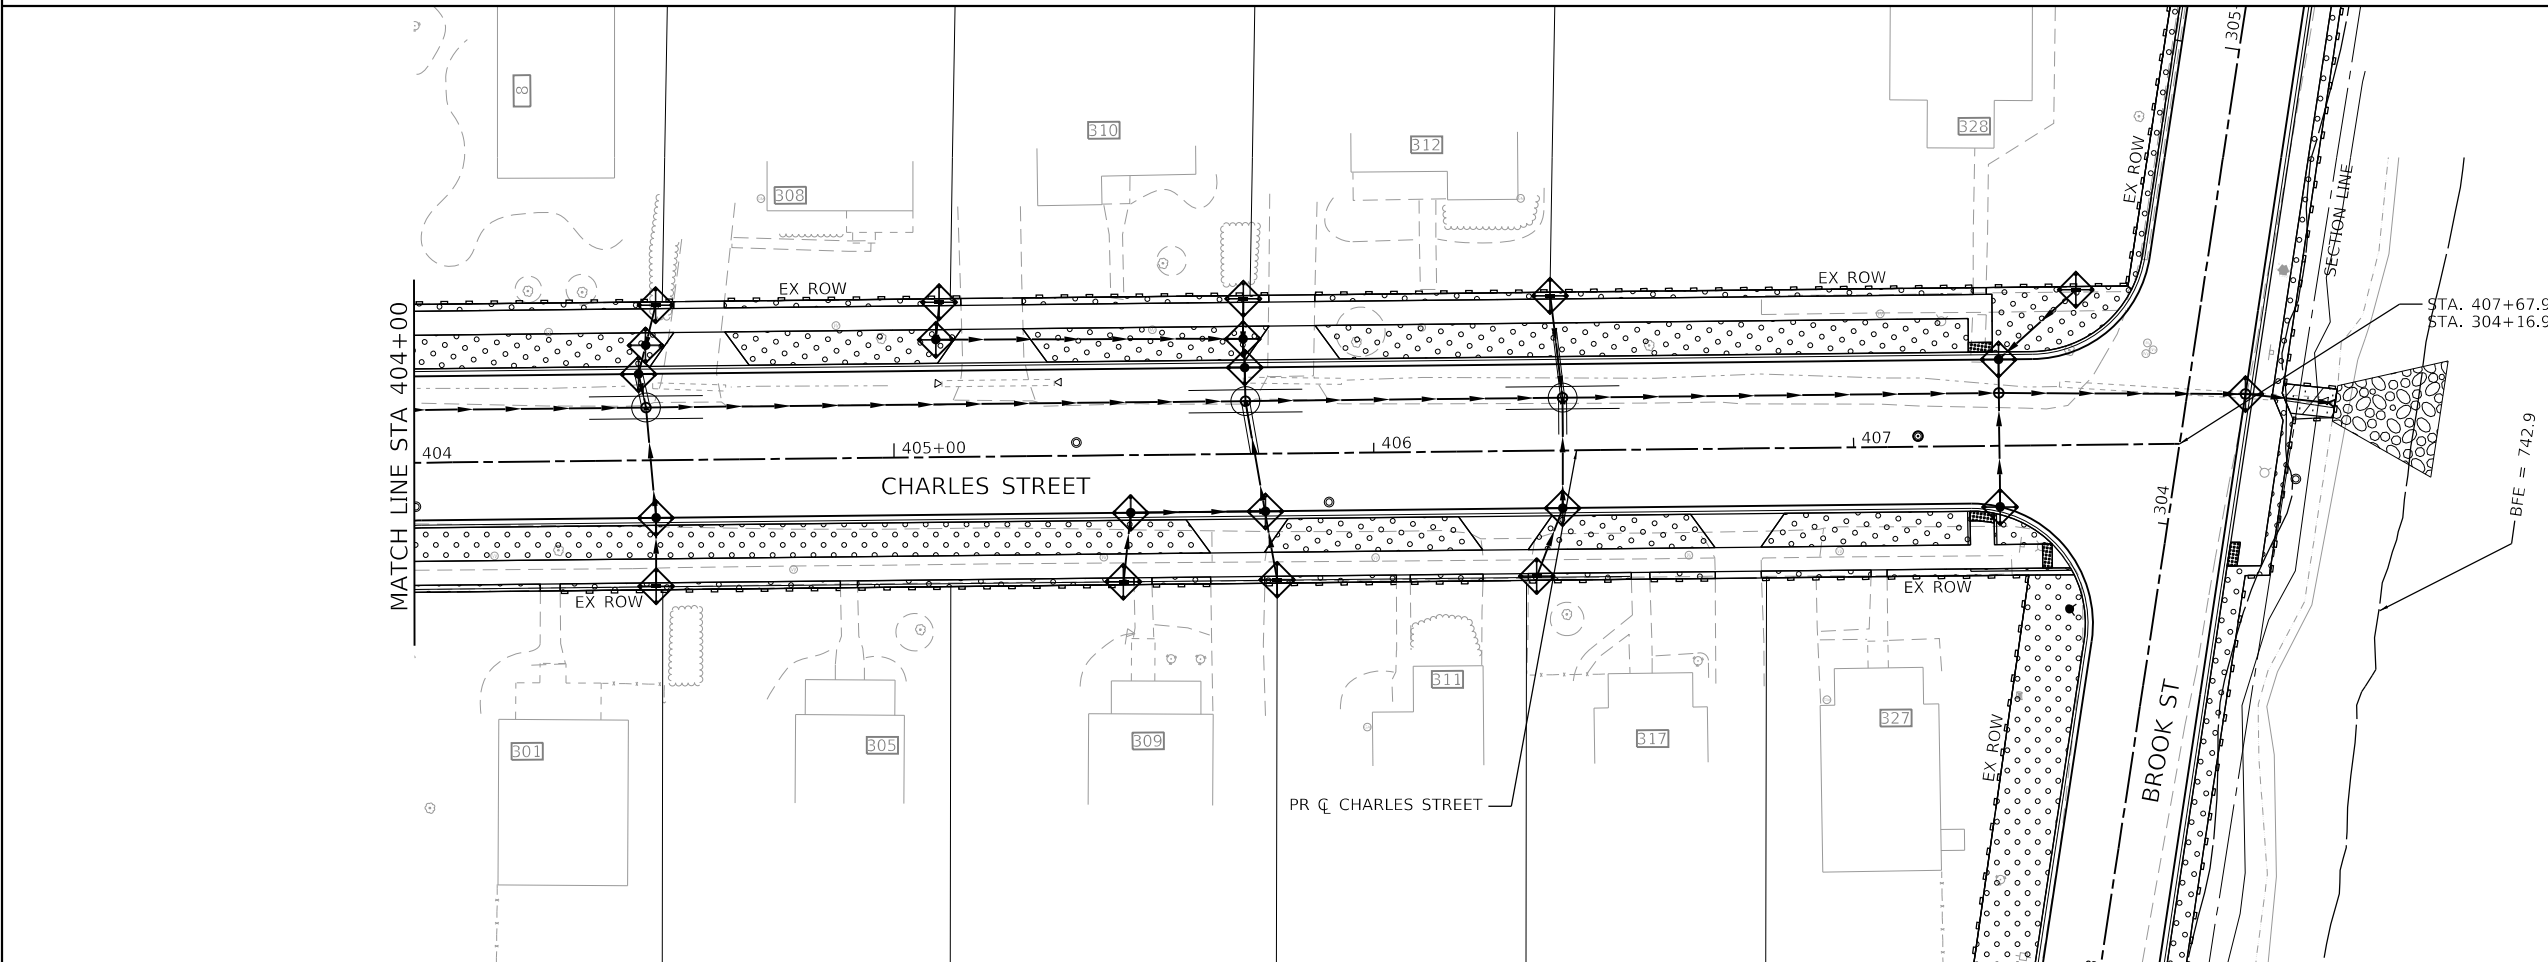 305
8
310
312
328
308
EX ROW
SECTION LINE
EX ROW
EX ROW
STA. 407+67.9
STA. 304+16.9
MATCH LINE STA 404+00
404
405+00
406
407
CHARLES STREET
304
BFE = 742.9
EX ROW
EX ROW
301
305
309
311
317
327
EX ROW
BROOK ST
PR ℄ CHARLES STREET